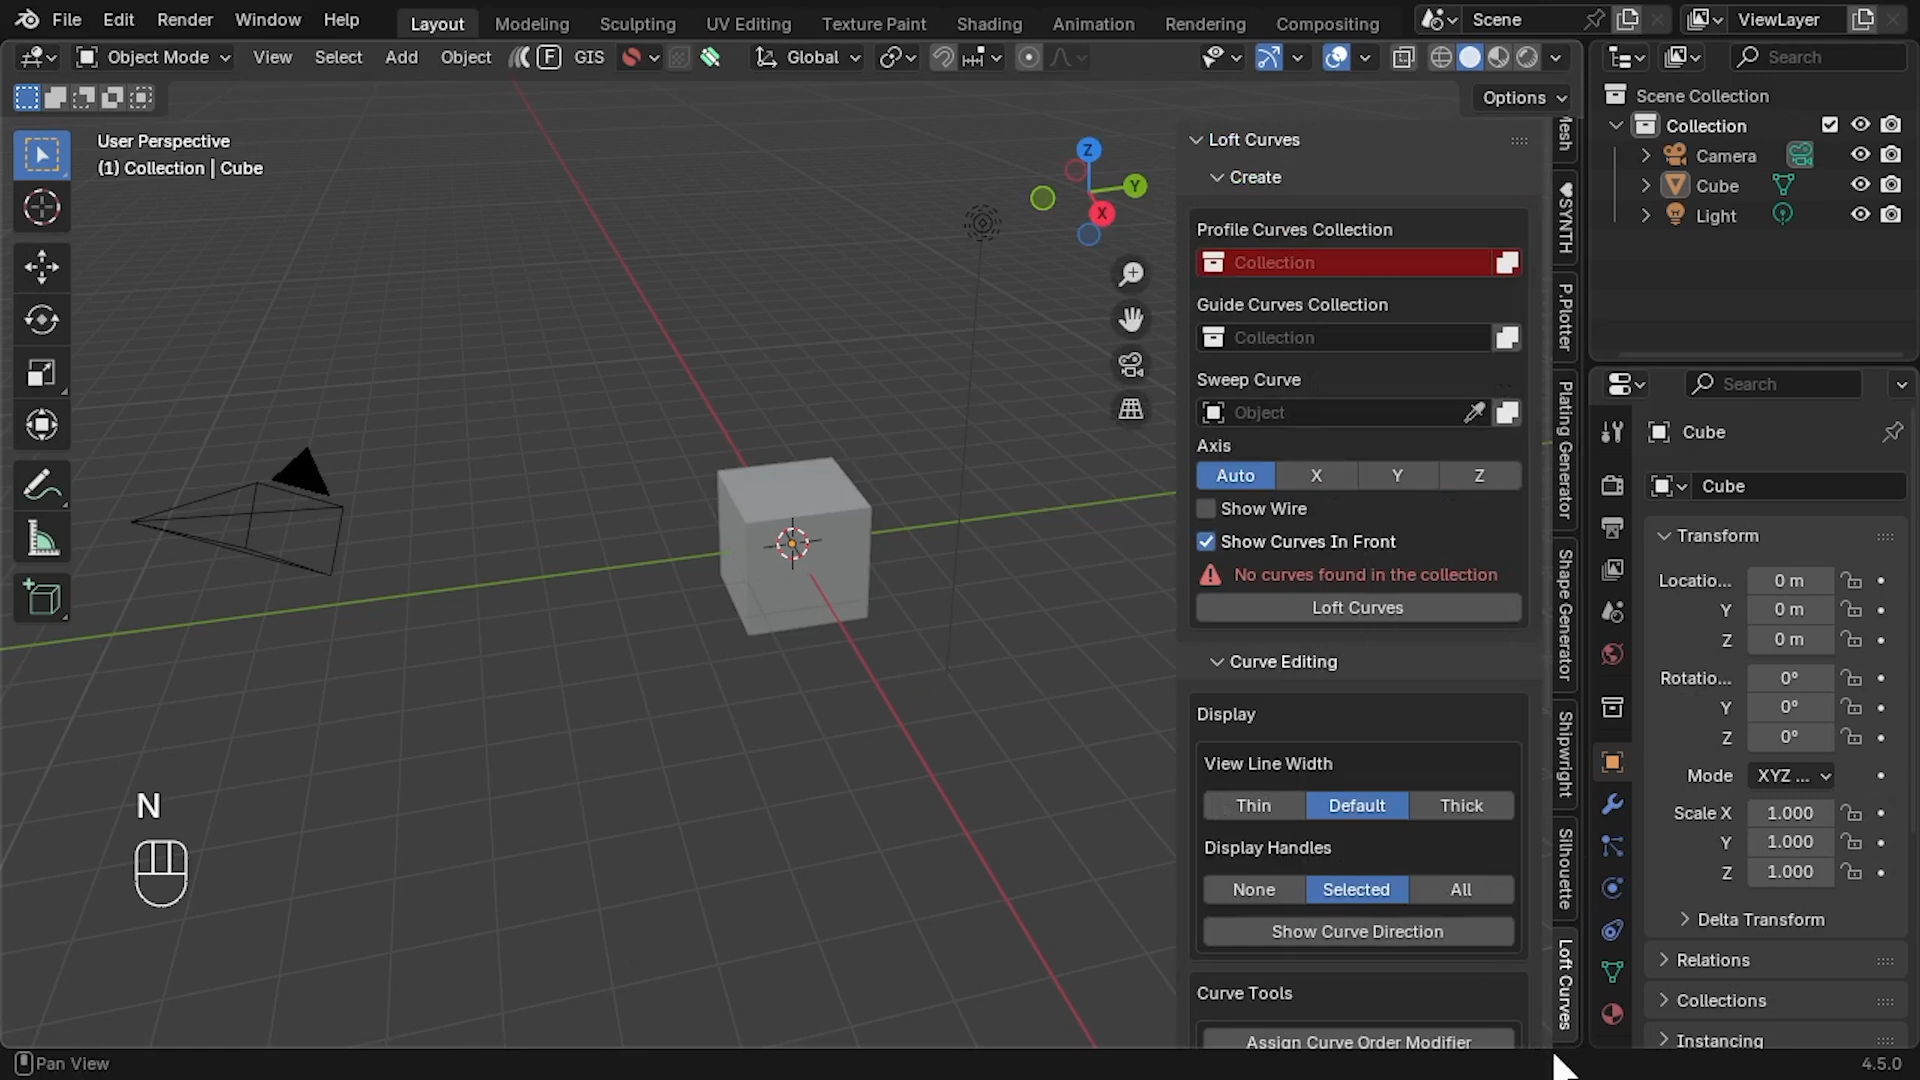 File Edit Render Window Help Layout Modeling Sculpting UV Editing Texture Paint Shading Animation Rendering Compositing Scene ViewLayer
Object Mode View Select Add Object F GIS Global Search
Options
User Perspective
(1) Collection | Cube
Z
Y
X
Loft Curves
Create
Profile Curves Collection
Collection
Guide Curves Collection
Collection
Sweep Curve
Object
Axis
Auto X Y Z
Show Wire
Show Curves In Front
No curves found in the collection
Loft Curves
Curve Editing
Display
View Line Width
Thin Default Thick
Display Handles
None Selected All
Show Curve Direction
Curve Tools
Assign Curve Order Modifier
Mesh
SYNTH
P.Plotter
Plating Generator
Shape Generator
Shipwright
Silhouette
Loft Curves
Scene Collection
Collection
Camera
Cube
Light
Search
Cube
Cube
Transform
Locatio... 0 m
Y 0 m
Z 0 m
Rotatio... 0°
Y 0°
Z 0°
Mode XYZ ...
Scale X 1.000
Y 1.000
Z 1.000
Delta Transform
Relations
Collections
Instancing
N
Pan View
4.5.0